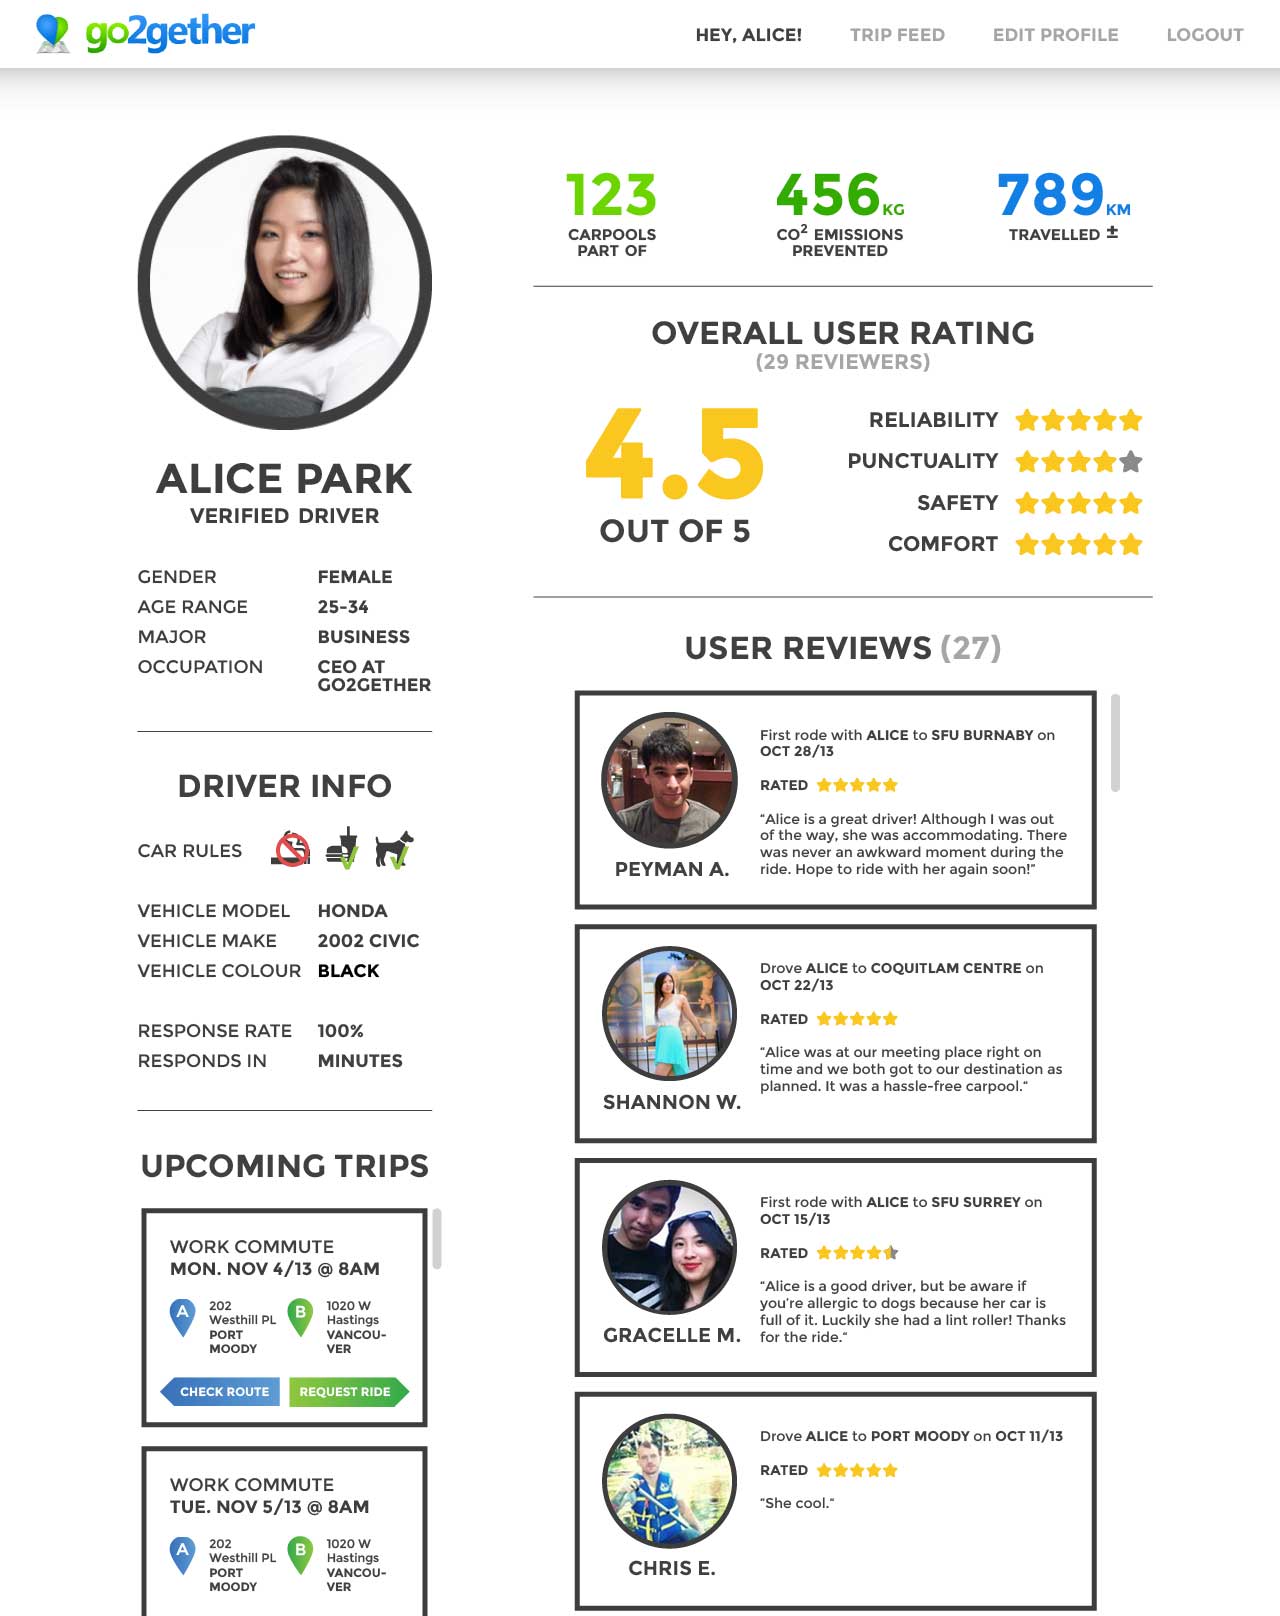 go2gether
HEY, ALICE!
TRIP FEED
EDIT PROFILE
LOGOUT
ALICE PARK
VERIFIED DRIVER
GENDER FEMALE
AGE RANGE 25-34
MAJOR BUSINESS
OCCUPATION CEO AT
GO2GETHER
DRIVER INFO
CAR RULES
VEHICLE MODEL HONDA
VEHICLE MAKE 2002 CIVIC
VEHICLE COLOUR BLACK
RESPONSE RATE 100%
RESPONDS IN MINUTES
UPCOMING TRIPS
WORK COMMUTE
MON. NOV 4/13 @ 8AM
A
202
Westhill PL
PORT
MOODY
B
1020 W
Hastings
VANCOU-
VER
CHECK ROUTE
REQUEST RIDE
WORK COMMUTE
TUE. NOV 5/13 @ 8AM
A
202
Westhill PL
PORT
MOODY
B
1020 W
Hastings
VANCOU-
VER
123
CARPOOLS
PART OF
456KG
CO² EMISSIONS
PREVENTED
789KM
TRAVELLED ±
OVERALL USER RATING
(29 REVIEWERS)
4.5
OUT OF 5
RELIABILITY
PUNCTUALITY
SAFETY
COMFORT
USER REVIEWS (27)
PEYMAN A.
First rode with ALICE to SFU BURNABY on
OCT 28/13
RATED
“Alice is a great driver! Although I was out
of the way, she was accommodating. There
was never an awkward moment during the
ride. Hope to ride with her again soon!”
SHANNON W.
Drove ALICE to COQUITLAM CENTRE on
OCT 22/13
RATED
“Alice was at our meeting place right on
time and we both got to our destination as
planned. It was a hassle-free carpool.“
GRACELLE M.
First rode with ALICE to SFU SURREY on
OCT 15/13
RATED
“Alice is a good driver, but be aware if
you’re allergic to dogs because her car is
full of it. Luckily she had a lint roller! Thanks
for the ride.“
CHRIS E.
Drove ALICE to PORT MOODY on OCT 11/13
RATED
“She cool.“